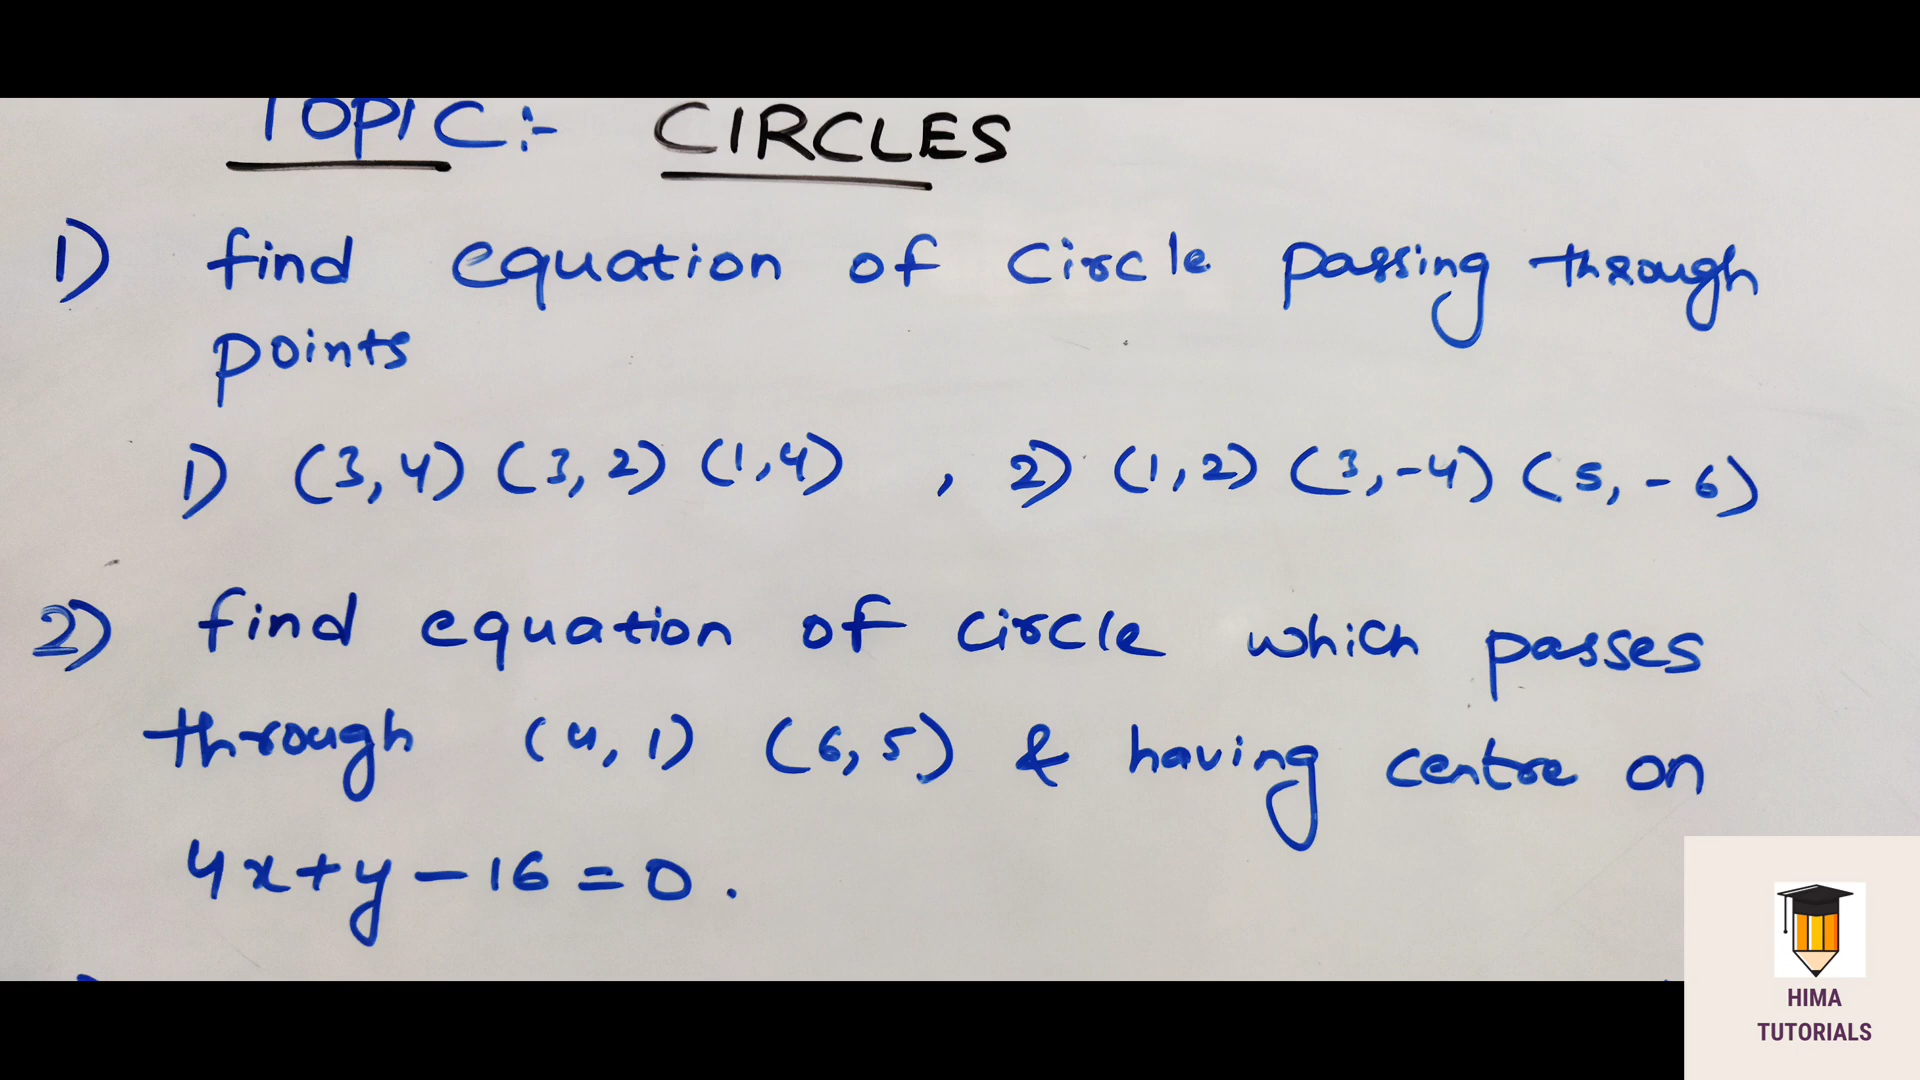 TOPIC:- CIRCLES
1) find equation of circle passing through
points
1) (3,4) (3,2) (1,4) , 2) (1,2) (3,-4) (5,-6)
2) find equation of circle which passes
through (4,1) (6,5) & having centre on
4x+y-16=0.
HIMA
TUTORIALS